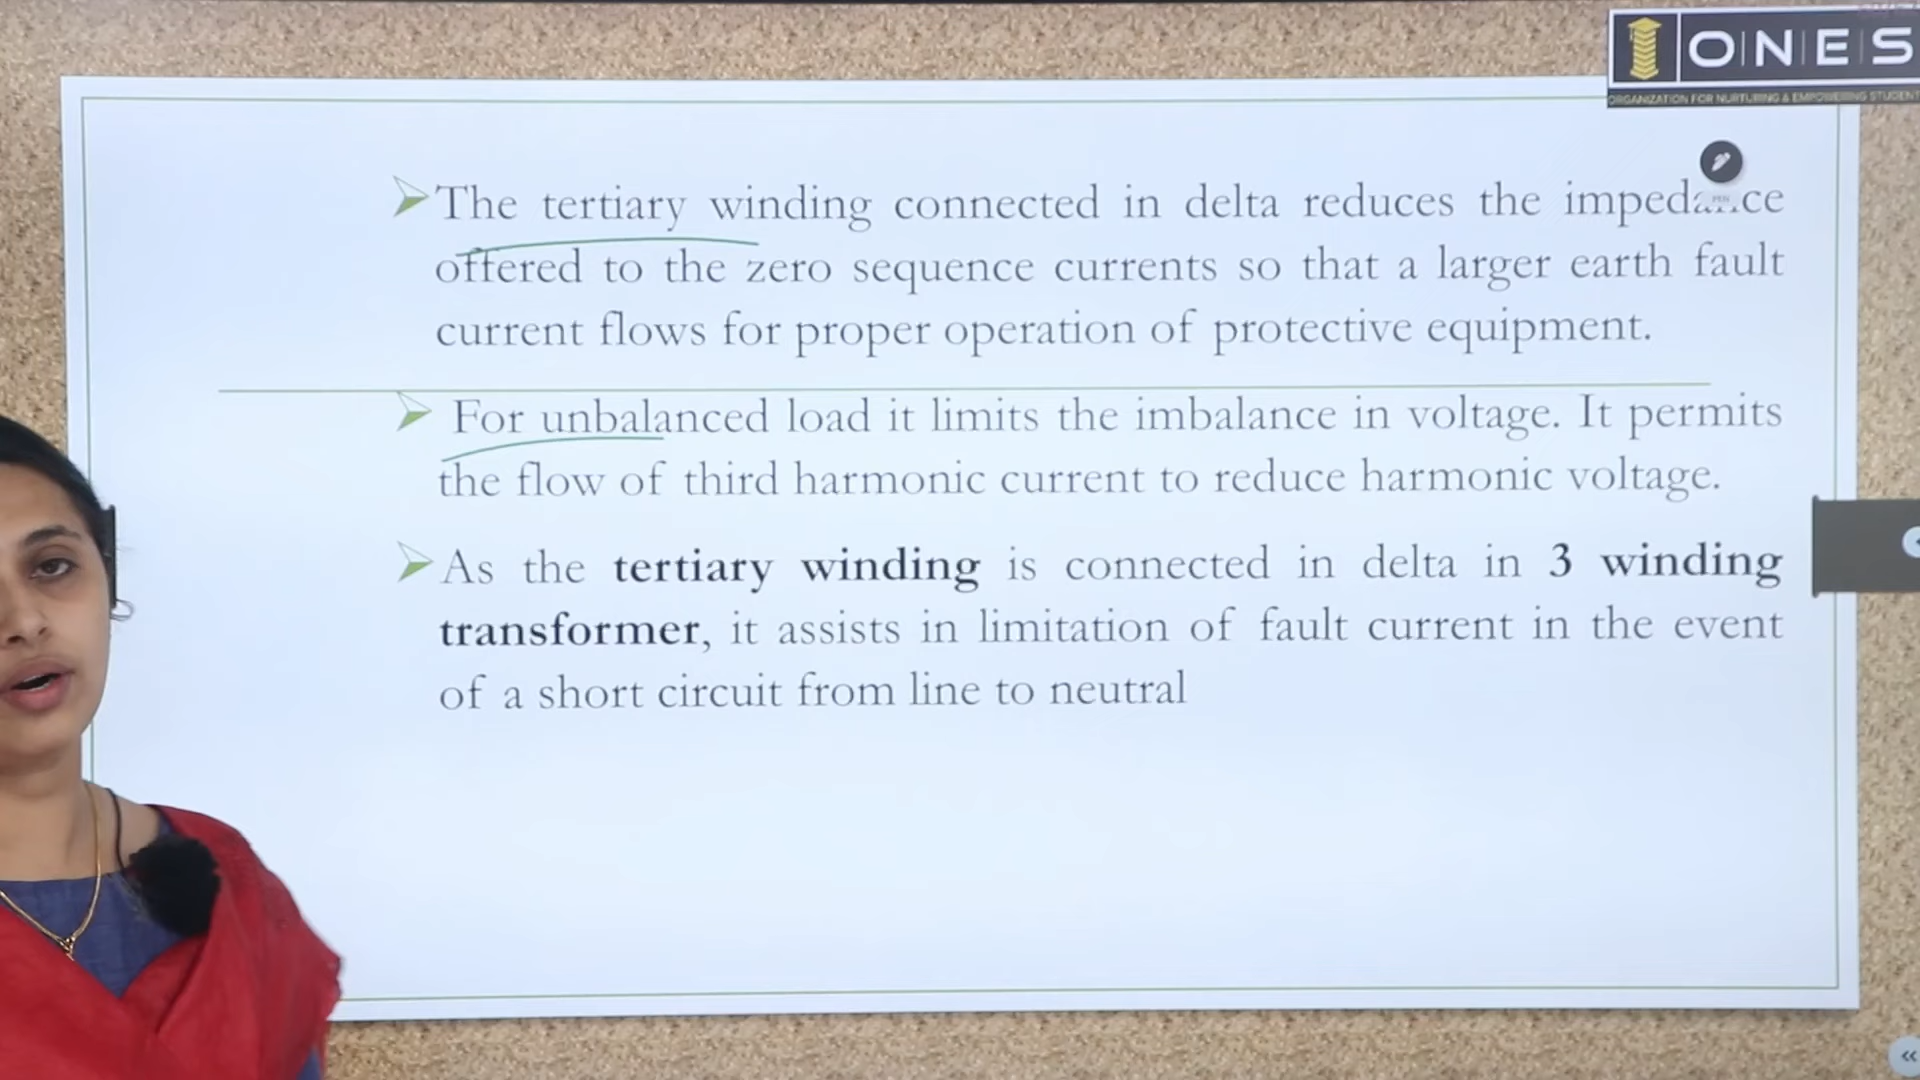 O|N|E|S
ORGANIZATION FOR NURTURING & EMPOWERING STUDENT
The tertiary winding connected in delta reduces the impedance
offered to the zero sequence currents so that a larger earth fault
current flows for proper operation of protective equipment.
For unbalanced load it limits the imbalance in voltage. It permits
the flow of third harmonic current to reduce harmonic voltage.
As the tertiary winding is connected in delta in 3 winding
transformer, it assists in limitation of fault current in the event
of a short circuit from line to neutral